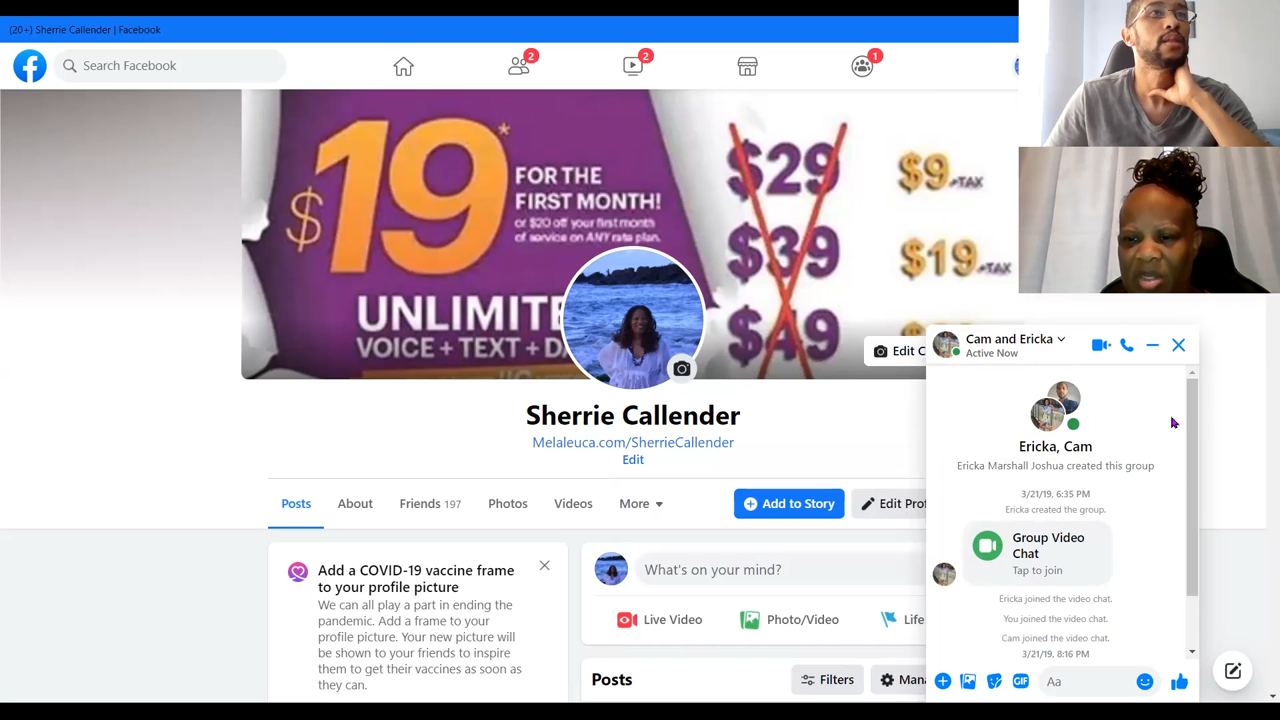 (20+) Sherrie Callender | Facebook
Search Facebook
2
2
1
$19*
FOR THE
FIRST MONTH!
or $20 off your first month
of service on ANY rate plan.
$29
$9+TAX
$39
$19+TAX
$49
UNLIMITE
VOICE + TEXT + DA
Edit C
Sherrie Callender
Melaleuca.com/SherrieCallender
Edit
Posts
About
Friends 197
Photos
Videos
More
Add to Story
Edit Prof
Add a COVID-19 vaccine frame
to your profile picture
We can all play a part in ending the
pandemic. Add a frame to your
profile picture. Your new picture will
be shown to your friends to inspire
them to get their vaccines as soon as
they can.
What's on your mind?
Live Video
Photo/Video
Life
Posts
Filters
Mana
Cam and Ericka
Active Now
Ericka, Cam
Ericka Marshall Joshua created this group
3/21/19, 6:35 PM
Ericka created the group.
Group Video
Chat
Tap to join
Ericka joined the video chat.
You joined the video chat.
Cam joined the video chat.
3/21/19, 8:16 PM
GIF
Aa